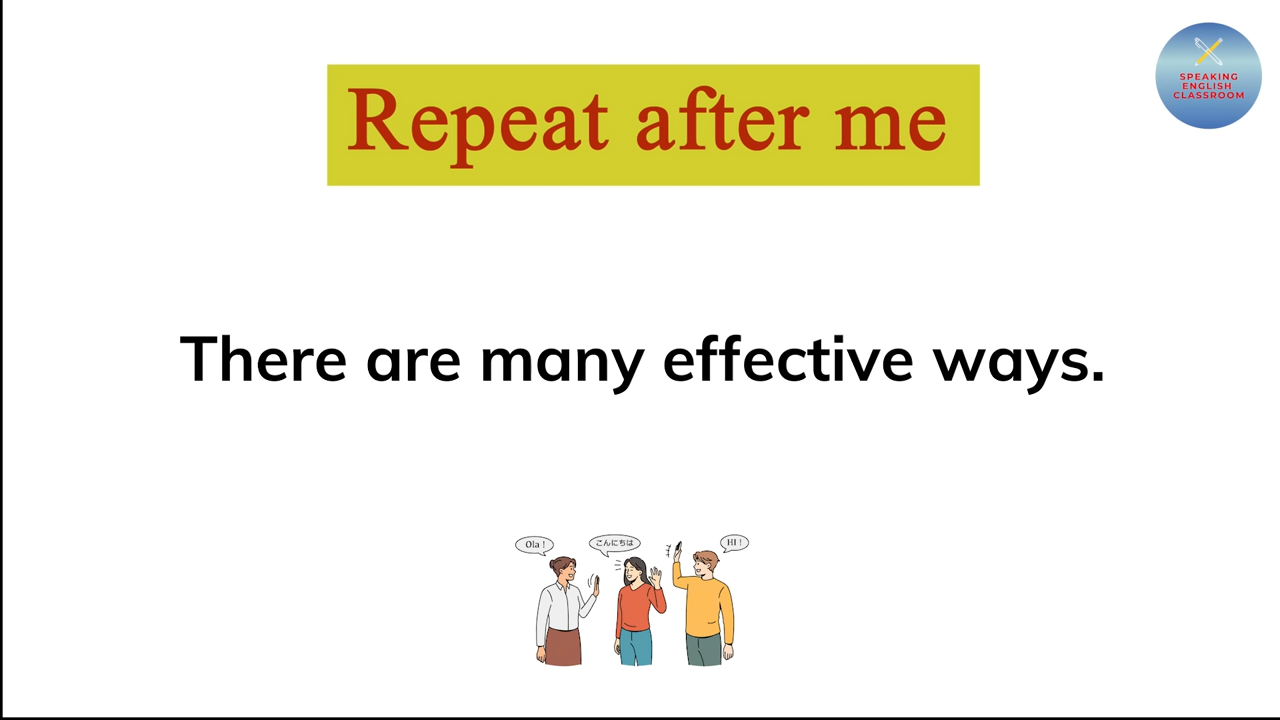 SPEAKING
ENGLISH
CLASSROOM
Repeat after me
There are many effective ways.
Ola !
こんにちは
HI !